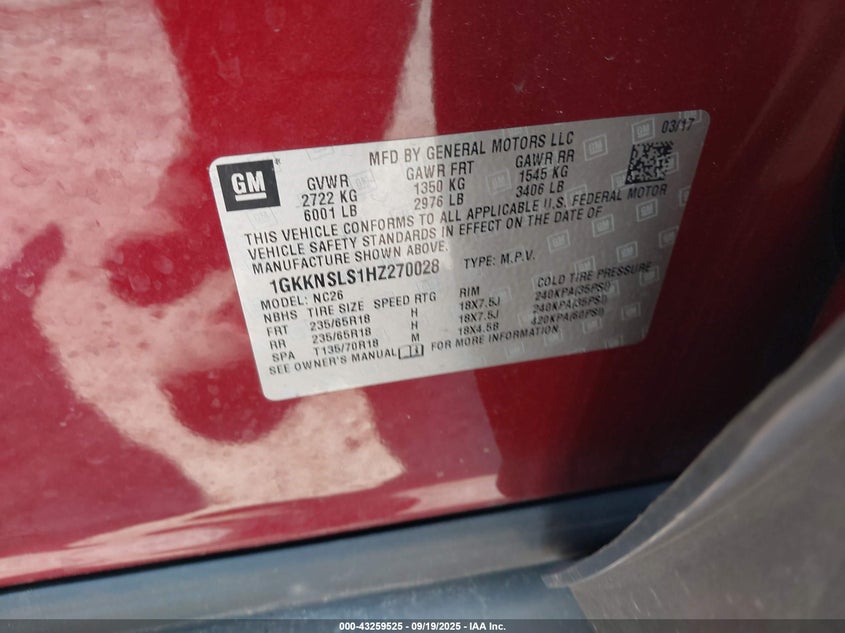 03/17
MFD BY GENERAL MOTORS LLC
GM
GVWR GAWR FRT GAWR RR
2722 KG 1350 KG 1545 KG
6001 LB 2976 LB 3406 LB
THIS VEHICLE CONFORMS TO ALL APPLICABLE U.S. FEDERAL MOTOR
VEHICLE SAFETY STANDARDS IN EFFECT ON THE DATE OF
MANUFACTURE SHOWN ABOVE.
1GKKNSLS1HZ270028 TYPE: M.P.V.
MODEL: NC26
NBHS TIRE SIZE SPEED RTG RIM COLD TIRE PRESSURE
FRT 235/65R18 H 18X7.5J 240KPA(35PSI)
RR 235/65R18 H 18X7.5J 240KPA(35PSI)
SPA T135/70R18 M 18X4.5B 420KPA(60PSI)
SEE OWNER'S MANUAL FOR MORE INFORMATION
000-43259525 - 09/19/2025 - IAA Inc.